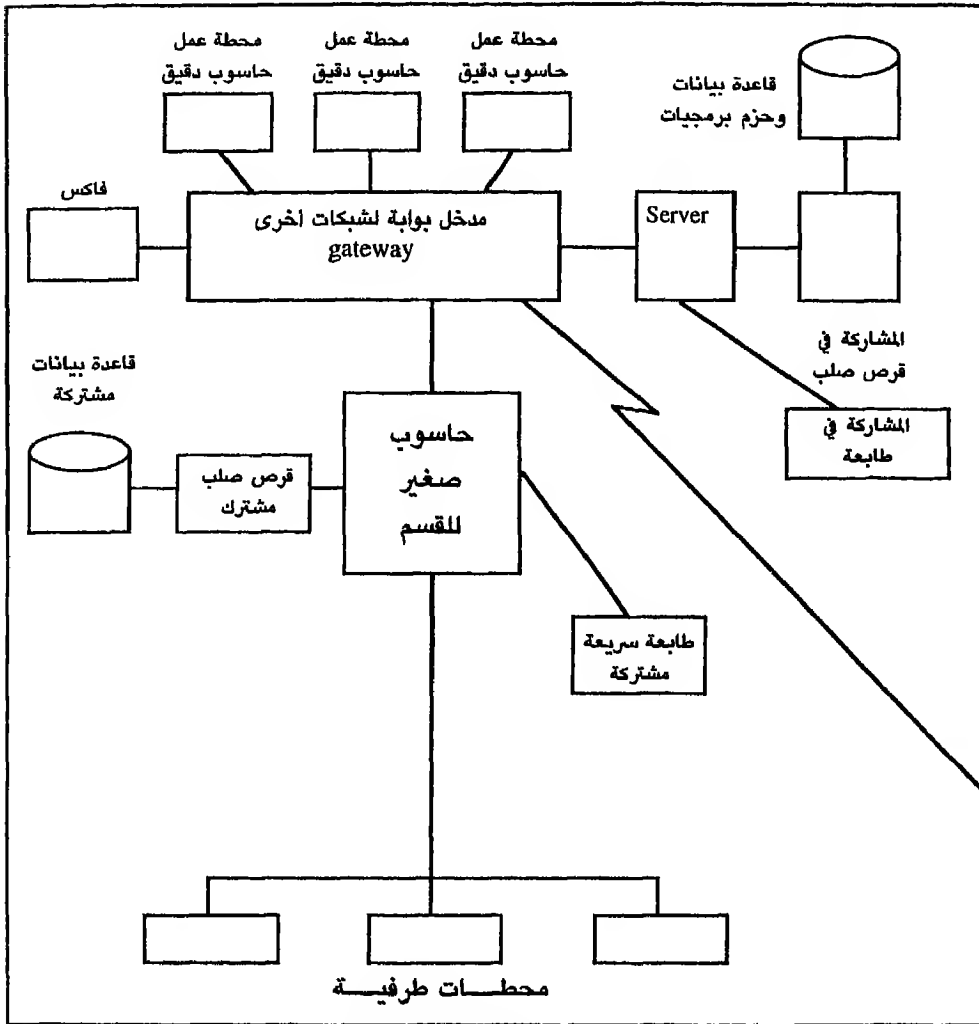 محطة عمل
حاسوب دقيق
محطة عمل
حاسوب دقيق
محطة عمل
حاسوب دقيق
قاعدة بيانات
وحزم برمجيات
فاكس
مدخل بوابة لشبكات اخرى
gateway
Server
المشاركة في
قرص صلب
المشاركة في
طابعة
قاعدة بيانات
مشتركة
قرص صلب
مشترك
حاسوب
صغير
للقسم
طابعة سريعة
مشتركة
محطات طرفية